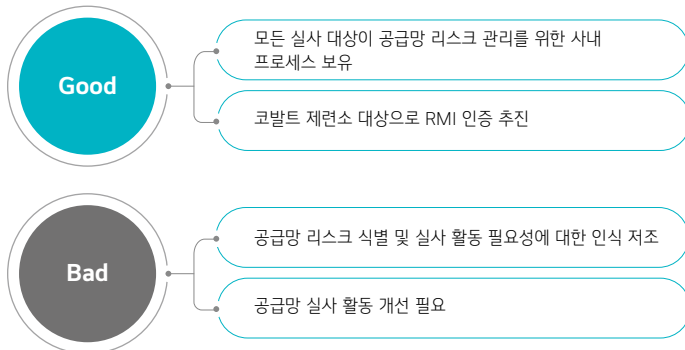 Good
모든 실사 대상이 공급망 리스크 관리를 위한 사내
프로세스 보유
코발트 제련소 대상으로 RMI 인증 추진
Bad
공급망 리스크 식별 및 실사 활동 필요성에 대한 인식 저조
공급망 실사 활동 개선 필요